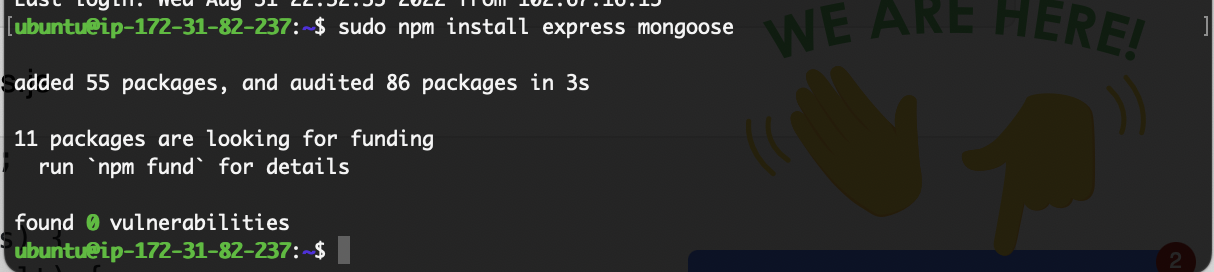 Last login: Wed Aug 31 22:52:55 2022 from 102.67.16.15
[ubuntu@ip-172-31-82-237:~$ sudo npm install express mongoose ]
WE ARE HERE!
added 55 packages, and audited 86 packages in 3s
11 packages are looking for funding
run `npm fund` for details
found 0 vulnerabilities
ubuntu@ip-172-31-82-237:~$
2